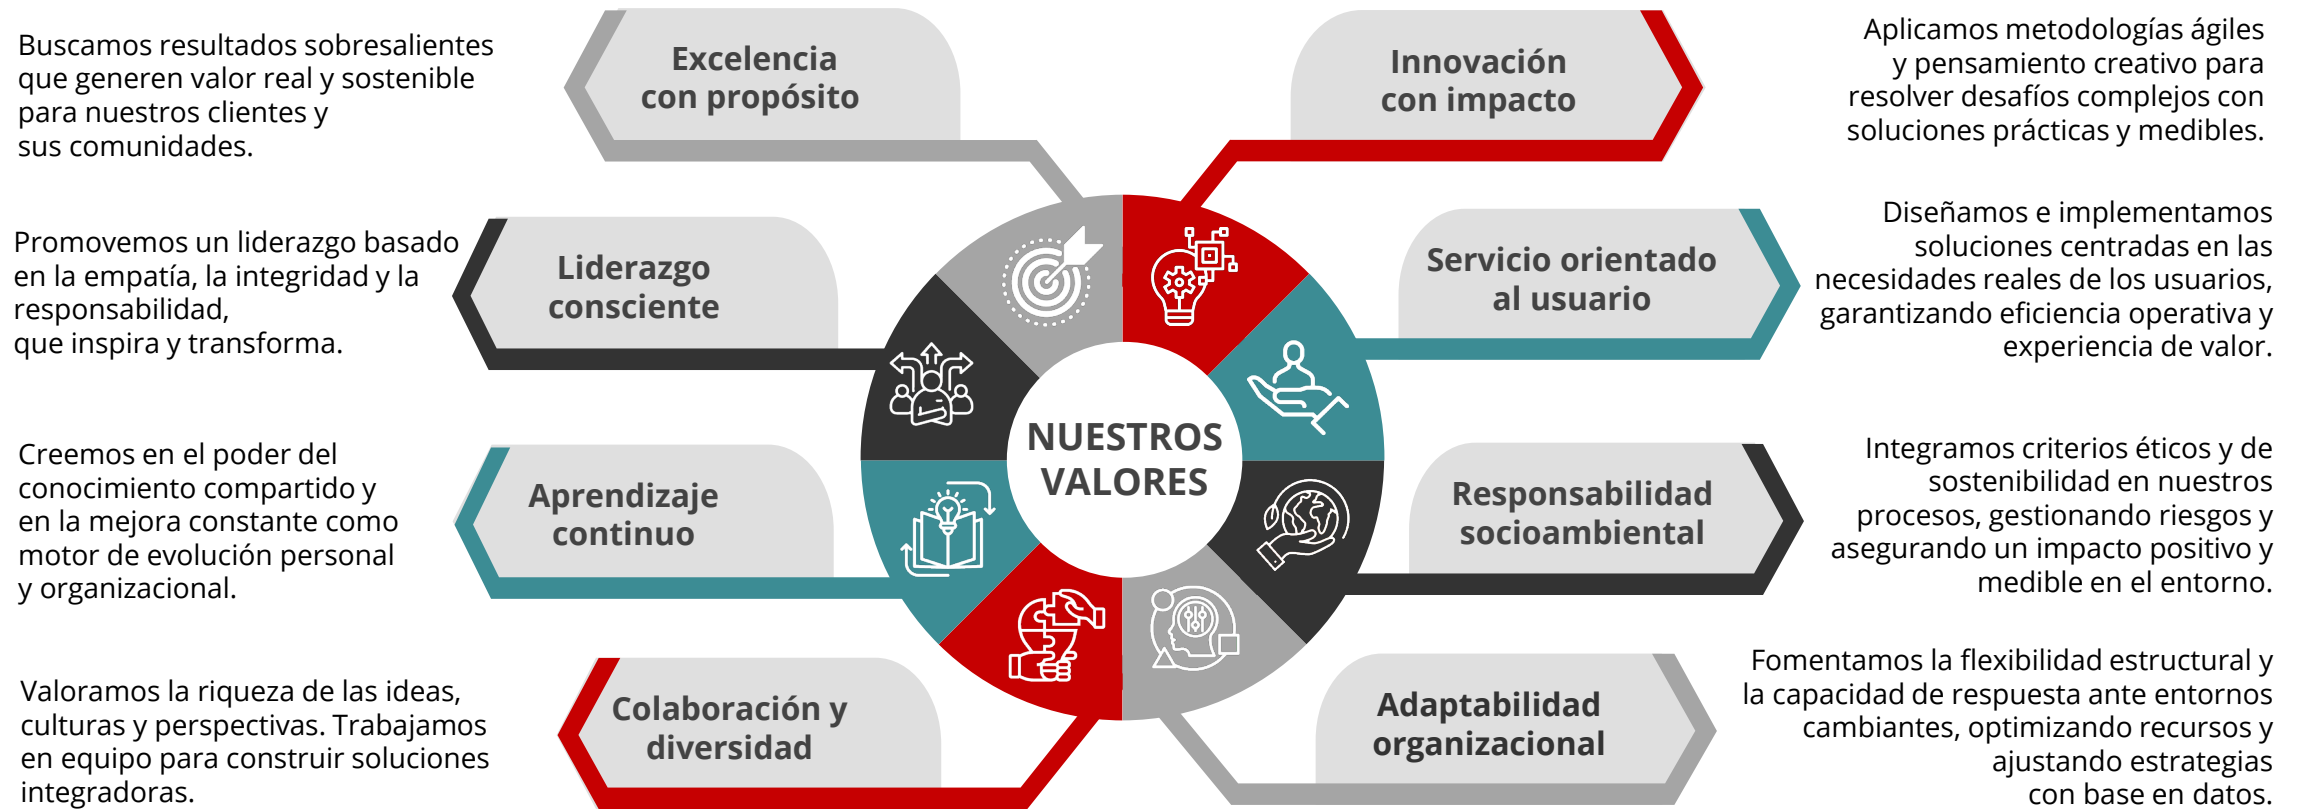 Buscamos resultados sobresalientes
que generen valor real y sostenible
para nuestros clientes y
sus comunidades.
Excelencia
con propósito
Innovación
con impacto
Aplicamos metodologías ágiles
y pensamiento creativo para
resolver desafíos complejos con
soluciones prácticas y medibles.
Promovemos un liderazgo basado
en la empatía, la integridad y la
responsabilidad,
que inspira y transforma.
Liderazgo
consciente
Servicio orientado
al usuario
Diseñamos e implementamos
soluciones centradas en las
necesidades reales de los usuarios,
garantizando eficiencia operativa y
experiencia de valor.
NUESTROS
VALORES
Creemos en el poder del
conocimiento compartido y
en la mejora constante como
motor de evolución personal
y organizacional.
Aprendizaje
continuo
Responsabilidad
socioambiental
Integramos criterios éticos y de
sostenibilidad en nuestros
procesos, gestionando riesgos y
asegurando un impacto positivo y
medible en el entorno.
Valoramos la riqueza de las ideas,
culturas y perspectivas. Trabajamos
en equipo para construir soluciones
integradoras.
Colaboración y
diversidad
Adaptabilidad
organizacional
Fomentamos la flexibilidad estructural y
la capacidad de respuesta ante entornos
cambiantes, optimizando recursos y
ajustando estrategias
con base en datos.